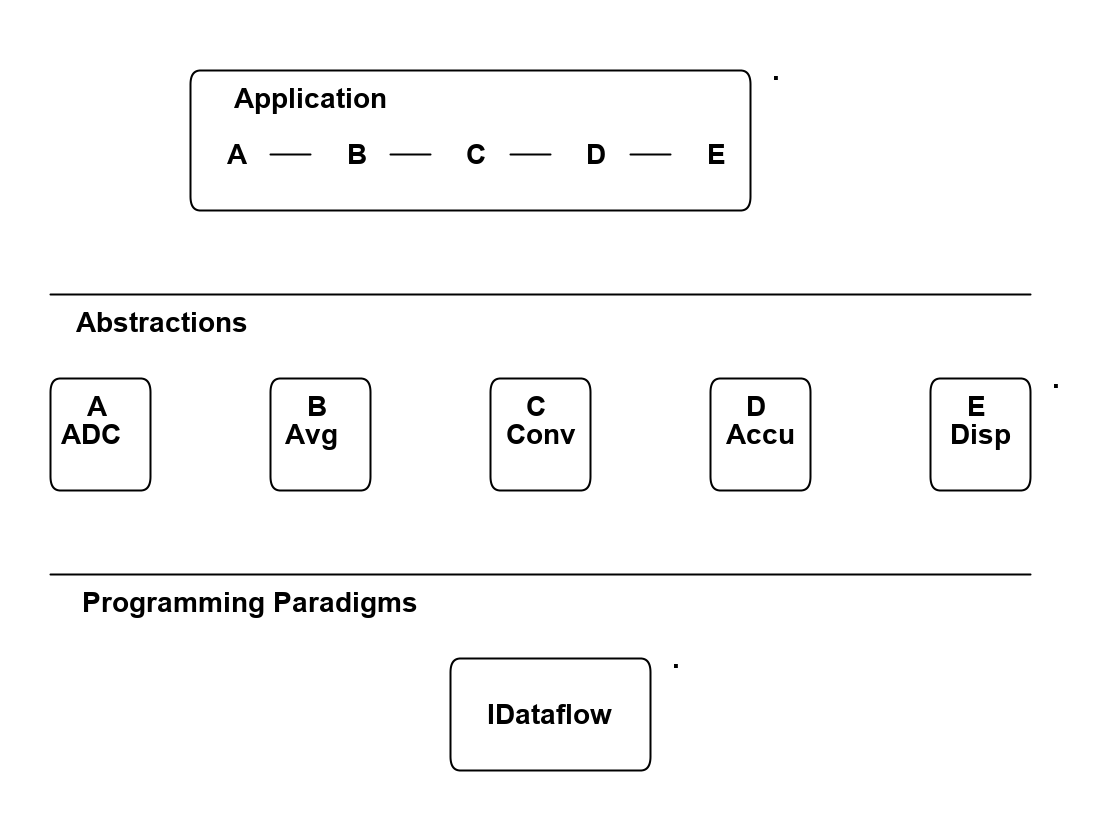 Application
A B C D E
Abstractions
A B C D E
ADC Avg Conv Accu Disp
Programming Paradigms
IDataflow